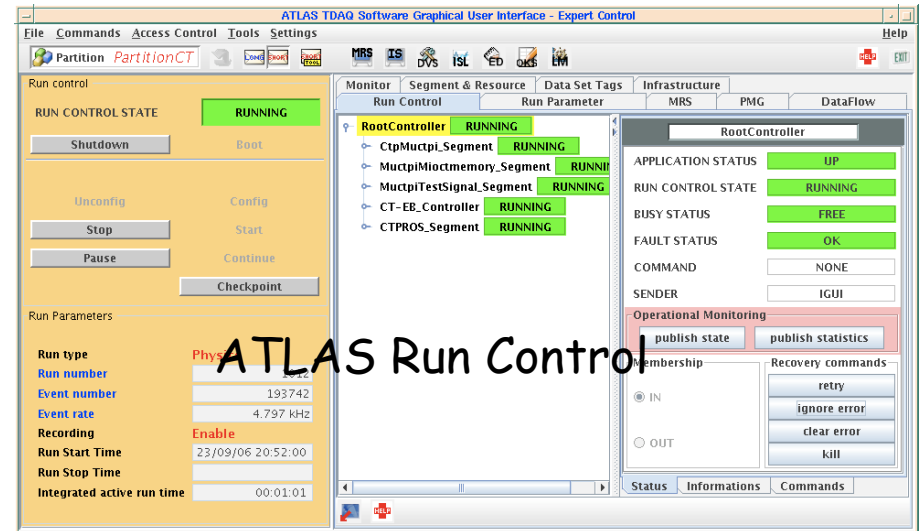 ATLAS TDAQ Software Graphical User Interface - Expert Control
File Commands Access Control Tools Settings Help
Partition PartitionCT LONG SHORT MRS IS DVS ISL ED OKS EM HELP EXIT
Run control
RUN CONTROL STATE RUNNING
Shutdown Boot
Unconfig Config
Stop Start
Pause Continue
Checkpoint
Run Parameters
Run type
Run number
Event number 193742
Event rate 4.797 kHz
Recording Enable
Run Start Time 23/09/06 20:52:00
Run Stop Time
Integrated active run time 00:01:01
Monitor Segment & Resource Data Set Tags Infrastructure
Run Control Run Parameter MRS PMG DataFlow
RootController RUNNING
CtpMuctpi_Segment RUNNING
MuctpiMioctmemory_Segment RUNNIN
MuctpiTestSignal_Segment RUNNING
CT-EB_Controller RUNNING
CTPROS_Segment RUNNING
RootController
APPLICATION STATUS UP
RUN CONTROL STATE RUNNING
BUSY STATUS FREE
FAULT STATUS OK
COMMAND NONE
SENDER IGUI
Operational Monitoring
publish state publish statistics
Membership
IN
OUT
Recovery commands
retry
ignore error
clear error
kill
Status Informations Commands
HELP
ATLAS Run Control